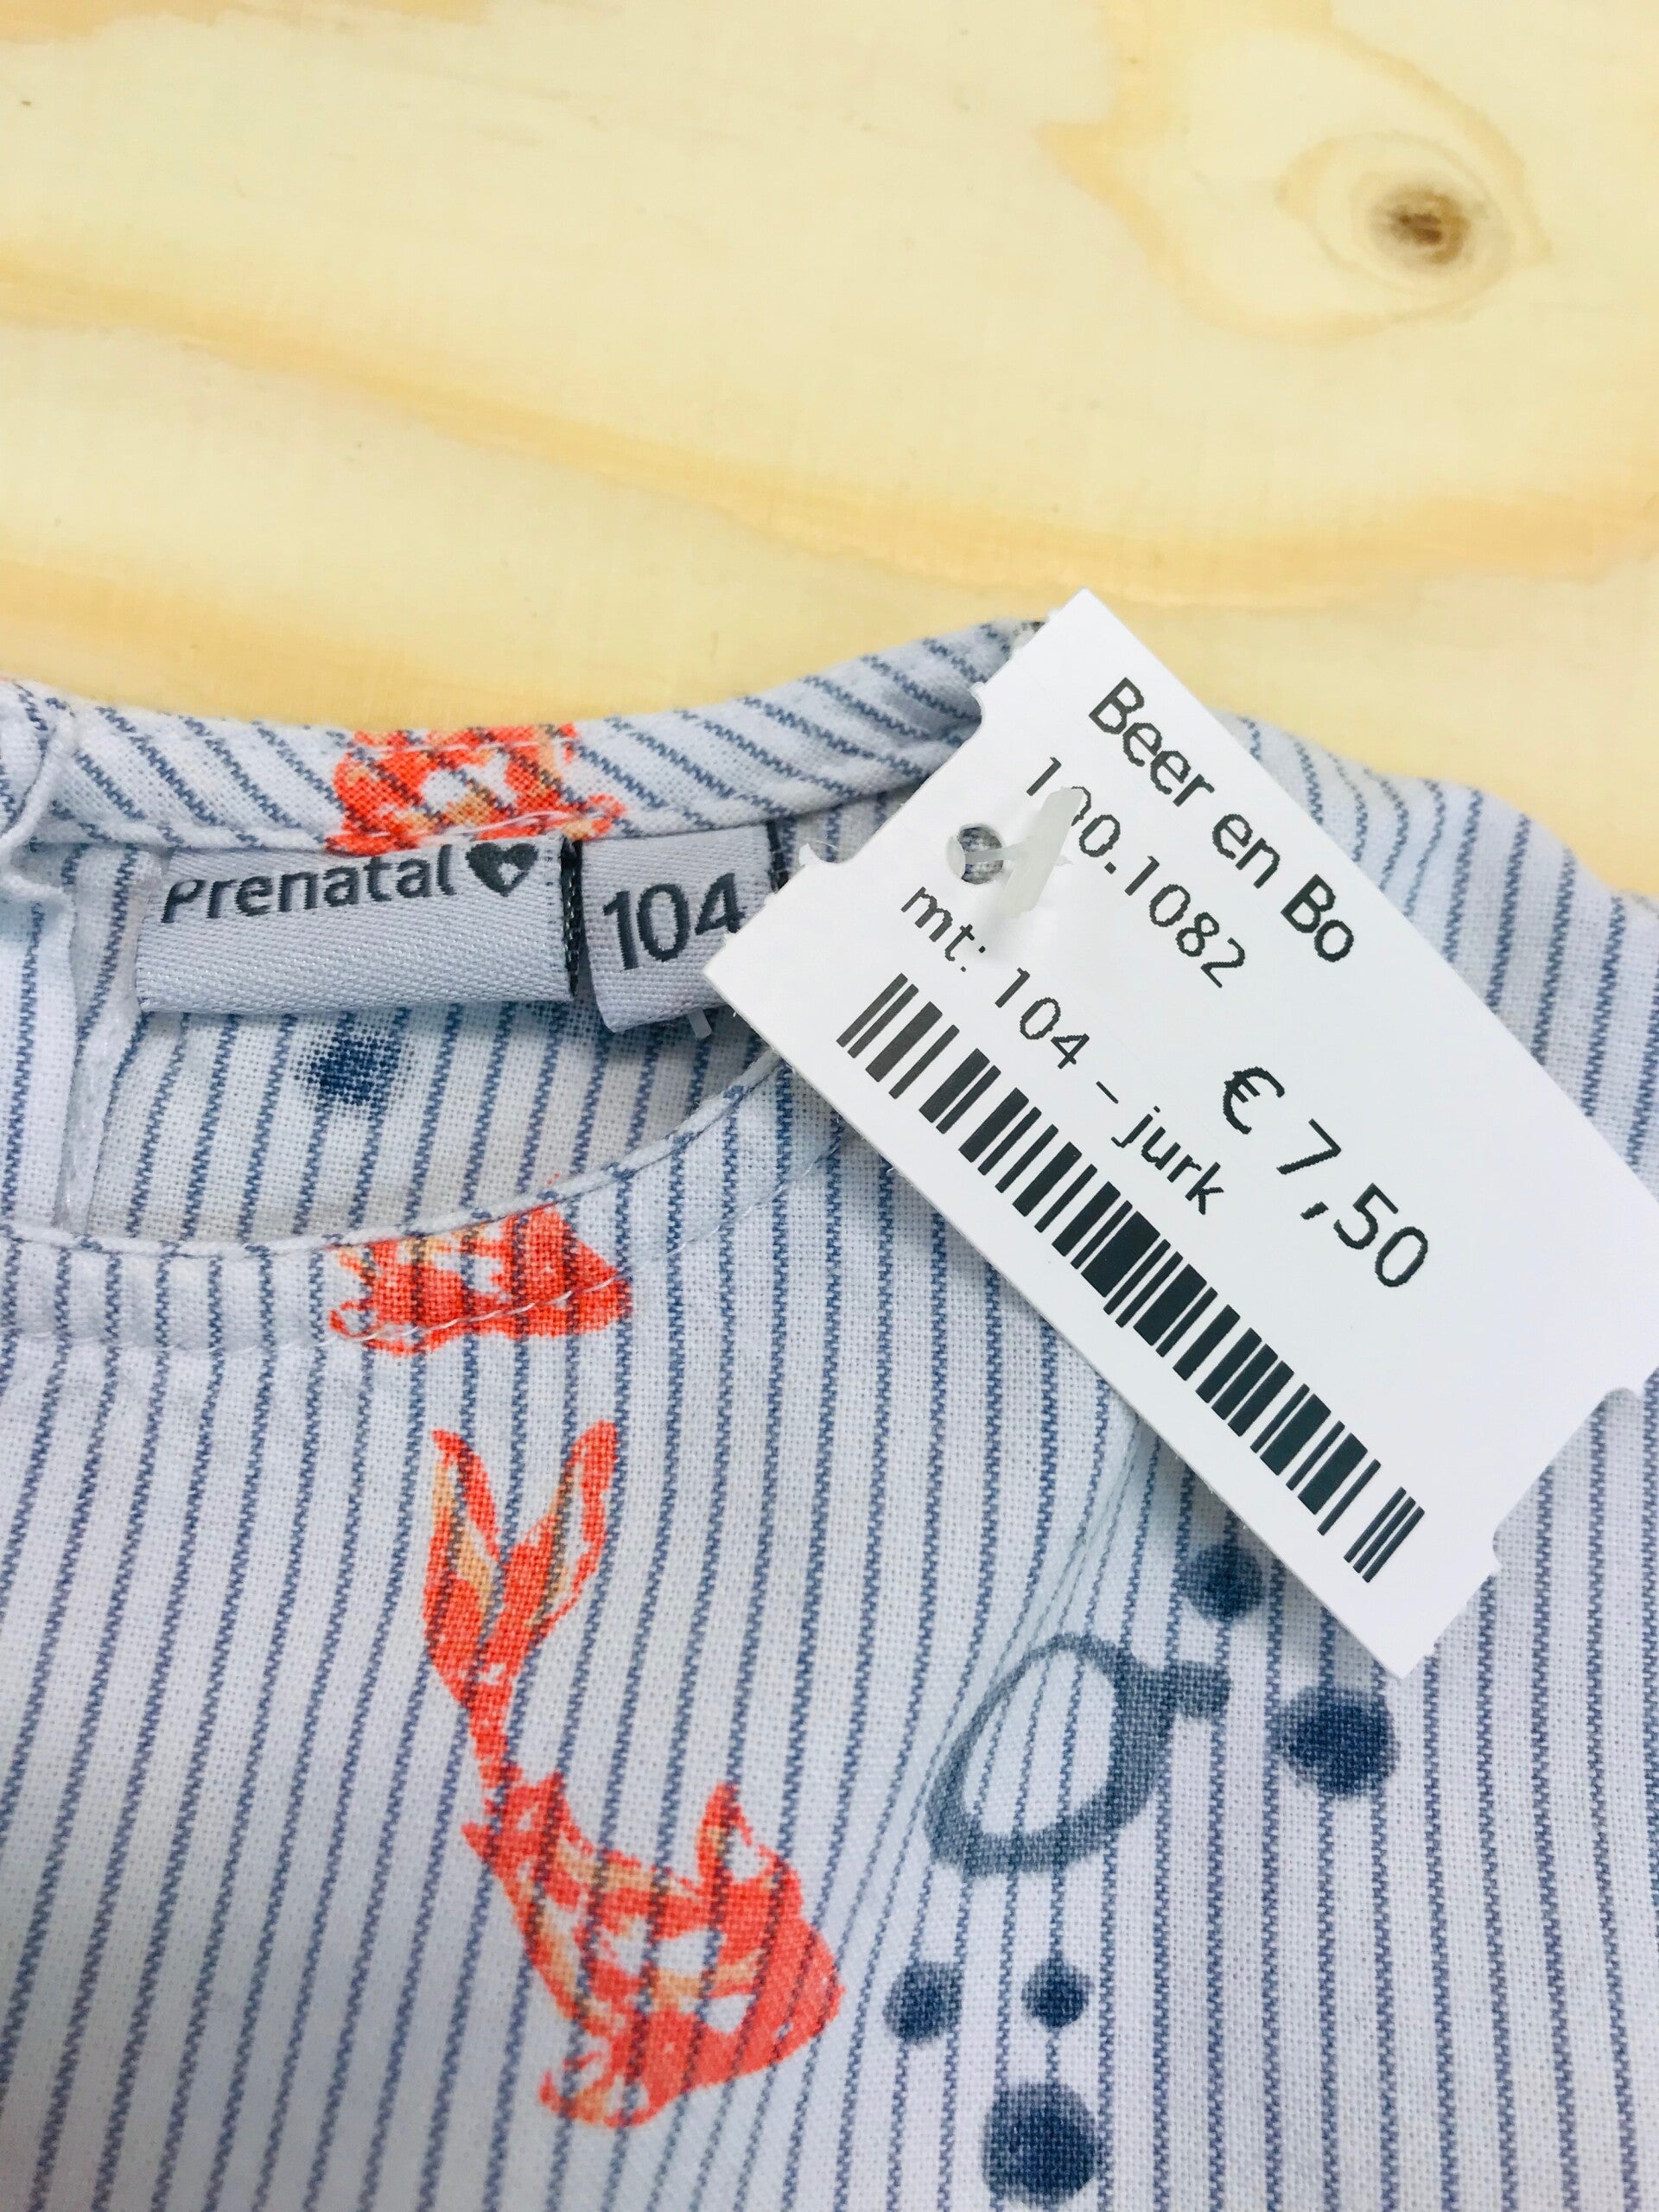 Prenatal
104
Beer en Bo
100.1082
€ 7,50
mt: 104 - jurk